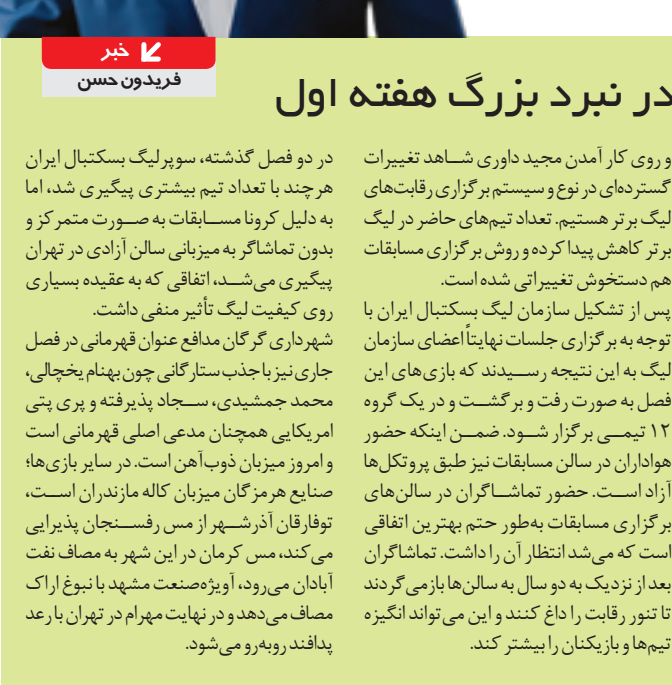 خبر
فریدون حسن
در نبرد بزرگ هفته اول
و روی کار آمدن مجید داوری شاهد تغییرات
گسترده‌ای در نوع و سیستم برگزاری رقابت‌های
لیگ برتر هستیم. تعداد تیم‌های حاضر در لیگ
برتر کاهش پیدا کرده و روش برگزاری مسابقات
هم دستخوش تغییراتی شده است.
پس از تشکیل سازمان لیگ بسکتبال ایران با
توجه به برگزاری جلسات نهایتاً اعضای سازمان
لیگ به این نتیجه رسیدند که بازی‌های این
فصل به صورت رفت و برگشت و در یک گروه
۱۲ تیمی برگزار شود. ضمن اینکه حضور
هواداران در سالن مسابقات نیز طبق پروتکل‌ها
آزاد است. حضور تماشاگران در سالن‌های
برگزاری مسابقات به‌طور حتم بهترین اتفاقی
است که می‌شد انتظار آن را داشت. تماشاگران
بعد از نزدیک به دو سال به سالن‌ها بازمی‌گردند
تا تنور رقابت را داغ کنند و این می‌تواند انگیزه
تیم‌ها و بازیکنان را بیشتر کند.
در دو فصل گذشته، سوپرلیگ بسکتبال ایران
هرچند با تعداد تیم بیشتری پیگیری شد، اما
به دلیل کرونا مسابقات به صورت متمرکز و
بدون تماشاگر به میزبانی سالن آزادی در تهران
پیگیری می‌شد، اتفاقی که به عقیده بسیاری
روی کیفیت لیگ تأثیر منفی داشت.
شهرداری گرگان مدافع عنوان قهرمانی در فصل
جاری نیز با جذب ستارگانی چون بهنام یخچالی،
محمد جمشیدی، سجاد پذیرفته و پری پتی
امریکایی همچنان مدعی اصلی قهرمانی است
و امروز میزبان ذوب‌آهن است. در سایر بازی‌ها؛
صنایع هرمزگان میزبان کاله مازندران است،
توفارقان آذرشهر از مس رفسنجان پذیرایی
می‌کند، مس کرمان در این شهر به مصاف نفت
آبادان می‌رود، آویژه‌صنعت مشهد با نبوغ اراک
مصاف می‌دهد و در نهایت مهرام در تهران با رعد
پدافند روبه‌رو می‌شود.